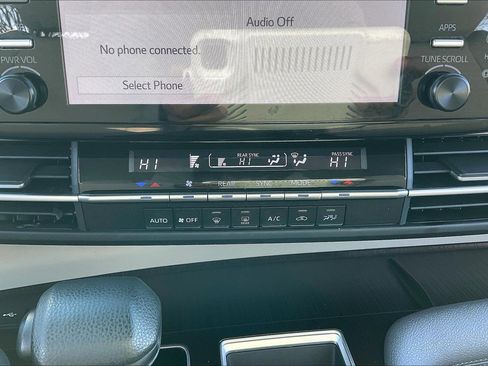 Audio Off
No phone connected.
Select Phone
APPS
PWR VOL
TUNE SCROLL
REAR SYNC
PASS SYNC
HI
HI
HI
REAR
SYNC
MODE
AUTO
OFF
A/C